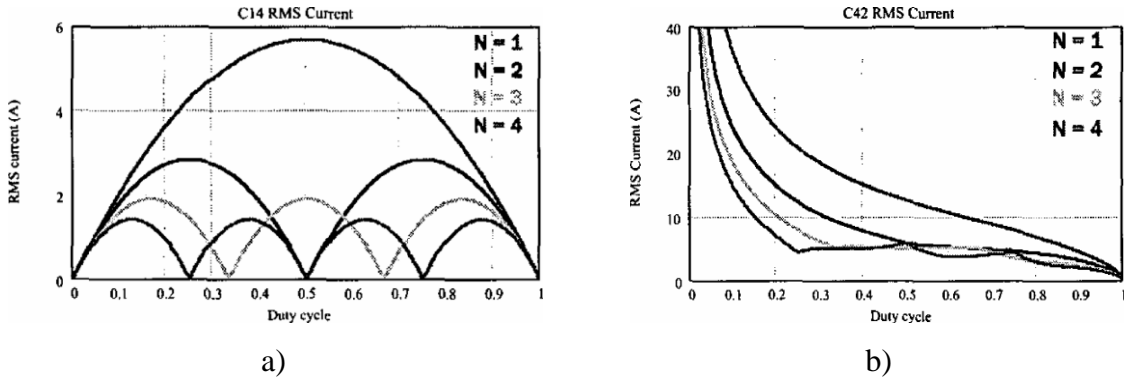 C14 RMS Current
6
4
2
0
RMS current (A)
N = 1
N = 2
N = 3
N = 4
0 0.1 0.2 0.3 0.4 0.5 0.6 0.7 0.8 0.9 1
Duty cycle
a)
C42 RMS Current
40
30
20
10
0
RMS Current (A)
N = 1
N = 2
N = 3
N = 4
0 0.1 0.2 0.3 0.4 0.5 0.6 0.7 0.8 0.9 1
Duty cycle
b)